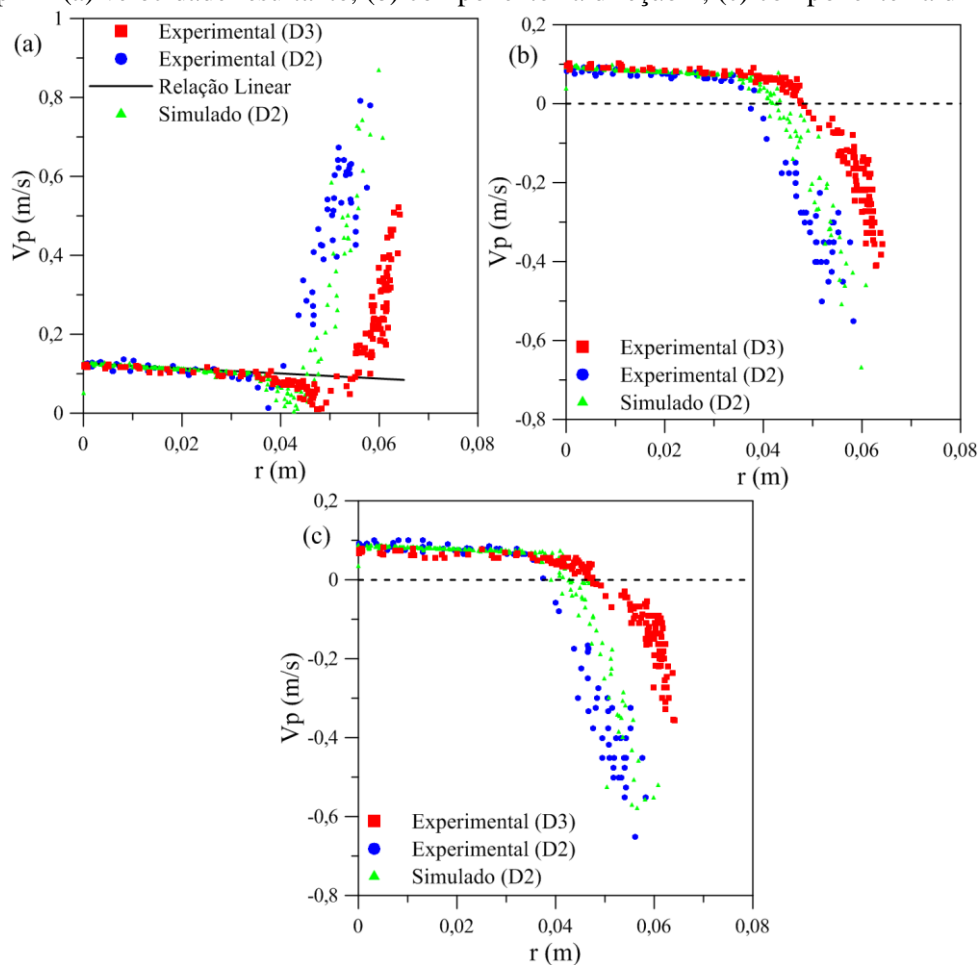 (a) velocidade resultante, (b) componente na direção , (c) componente na
(a)
1
0,8
0,6
0,4
0,2
0
Vp (m/s)
Experimental (D3)
Experimental (D2)
Relação Linear
Simulado (D2)
0 0,02 0,04 0,06 0,08
r (m)
(b)
0,2
0
-0,2
-0,4
-0,6
-0,8
Vp (m/s)
Experimental (D3)
Experimental (D2)
Simulado (D2)
0 0,02 0,04 0,06 0,08
r (m)
(c)
0,2
0
-0,2
-0,4
-0,6
-0,8
Vp (m/s)
Experimental (D3)
Experimental (D2)
Simulado (D2)
0 0,02 0,04 0,06 0,08
r (m)